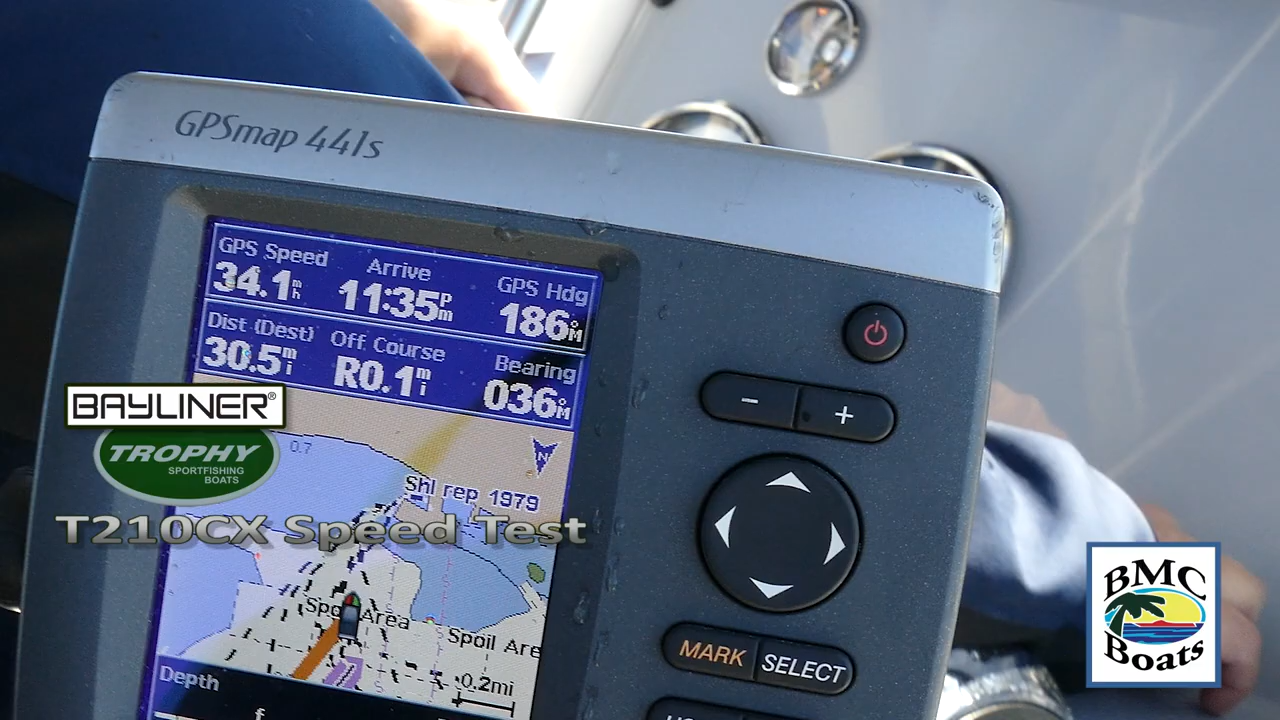 GPSmap 441s
GPS Speed
34.1mh
Arrive
11:35Pm
GPS Hdg
186°M
Dist (Dest)
30.5mi
Off Course
R0.1mi
Bearing
036°M
0.7
N
Shl rep 1979
Spoil Area
Spoil Are
0.2mi
Depth
f
− +
MARK
SELECT
BAYLINER®
TROPHY
SPORTFISHING
BOATS
T210CX Speed Test
BMC
Boats